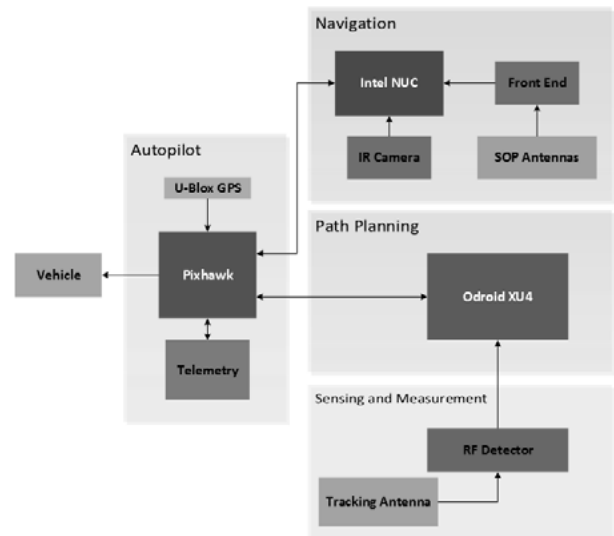 Navigation
Intel NUC
Front End
IR Camera
SOP Antennas
Autopilot
U-Blox GPS
Pixhawk
Vehicle
Telemetry
Path Planning
Odroid XU4
Sensing and Measurement
RF Detector
Tracking Antenna